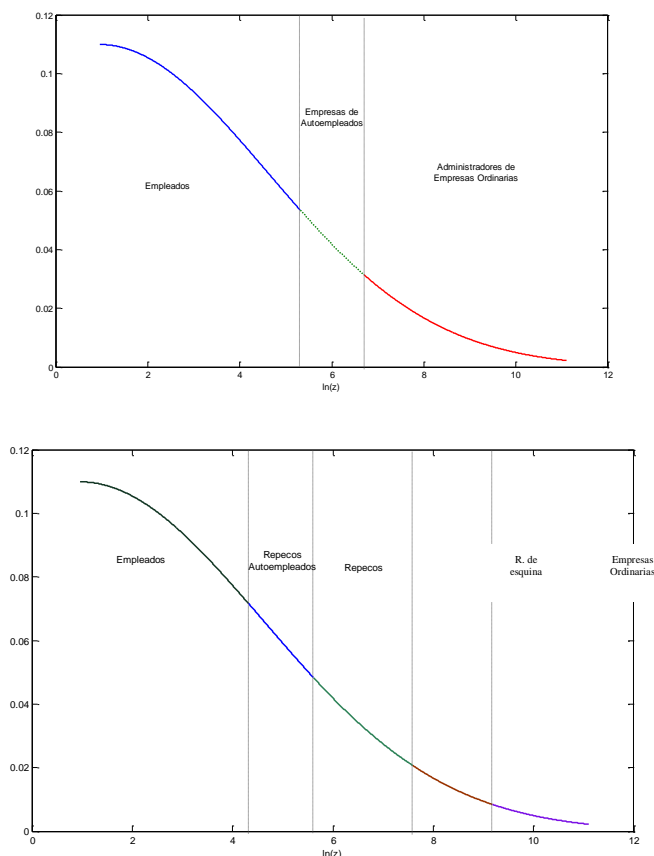 0.12
0.1
0.08
0.06
0.04
0.02
0
Empleados
Empresas de
Autoempleados
Administradores de
Empresas Ordinarias
0 2 4 6 8 10 12
ln(z)
0.12
0.1
0.08
0.06
0.04
0.02
0
Empleados
Repecos
Autoempleados
Repecos
R. de
esquina
Empresas
Ordinarias
0 2 4 6 8 10 12
ln(z)